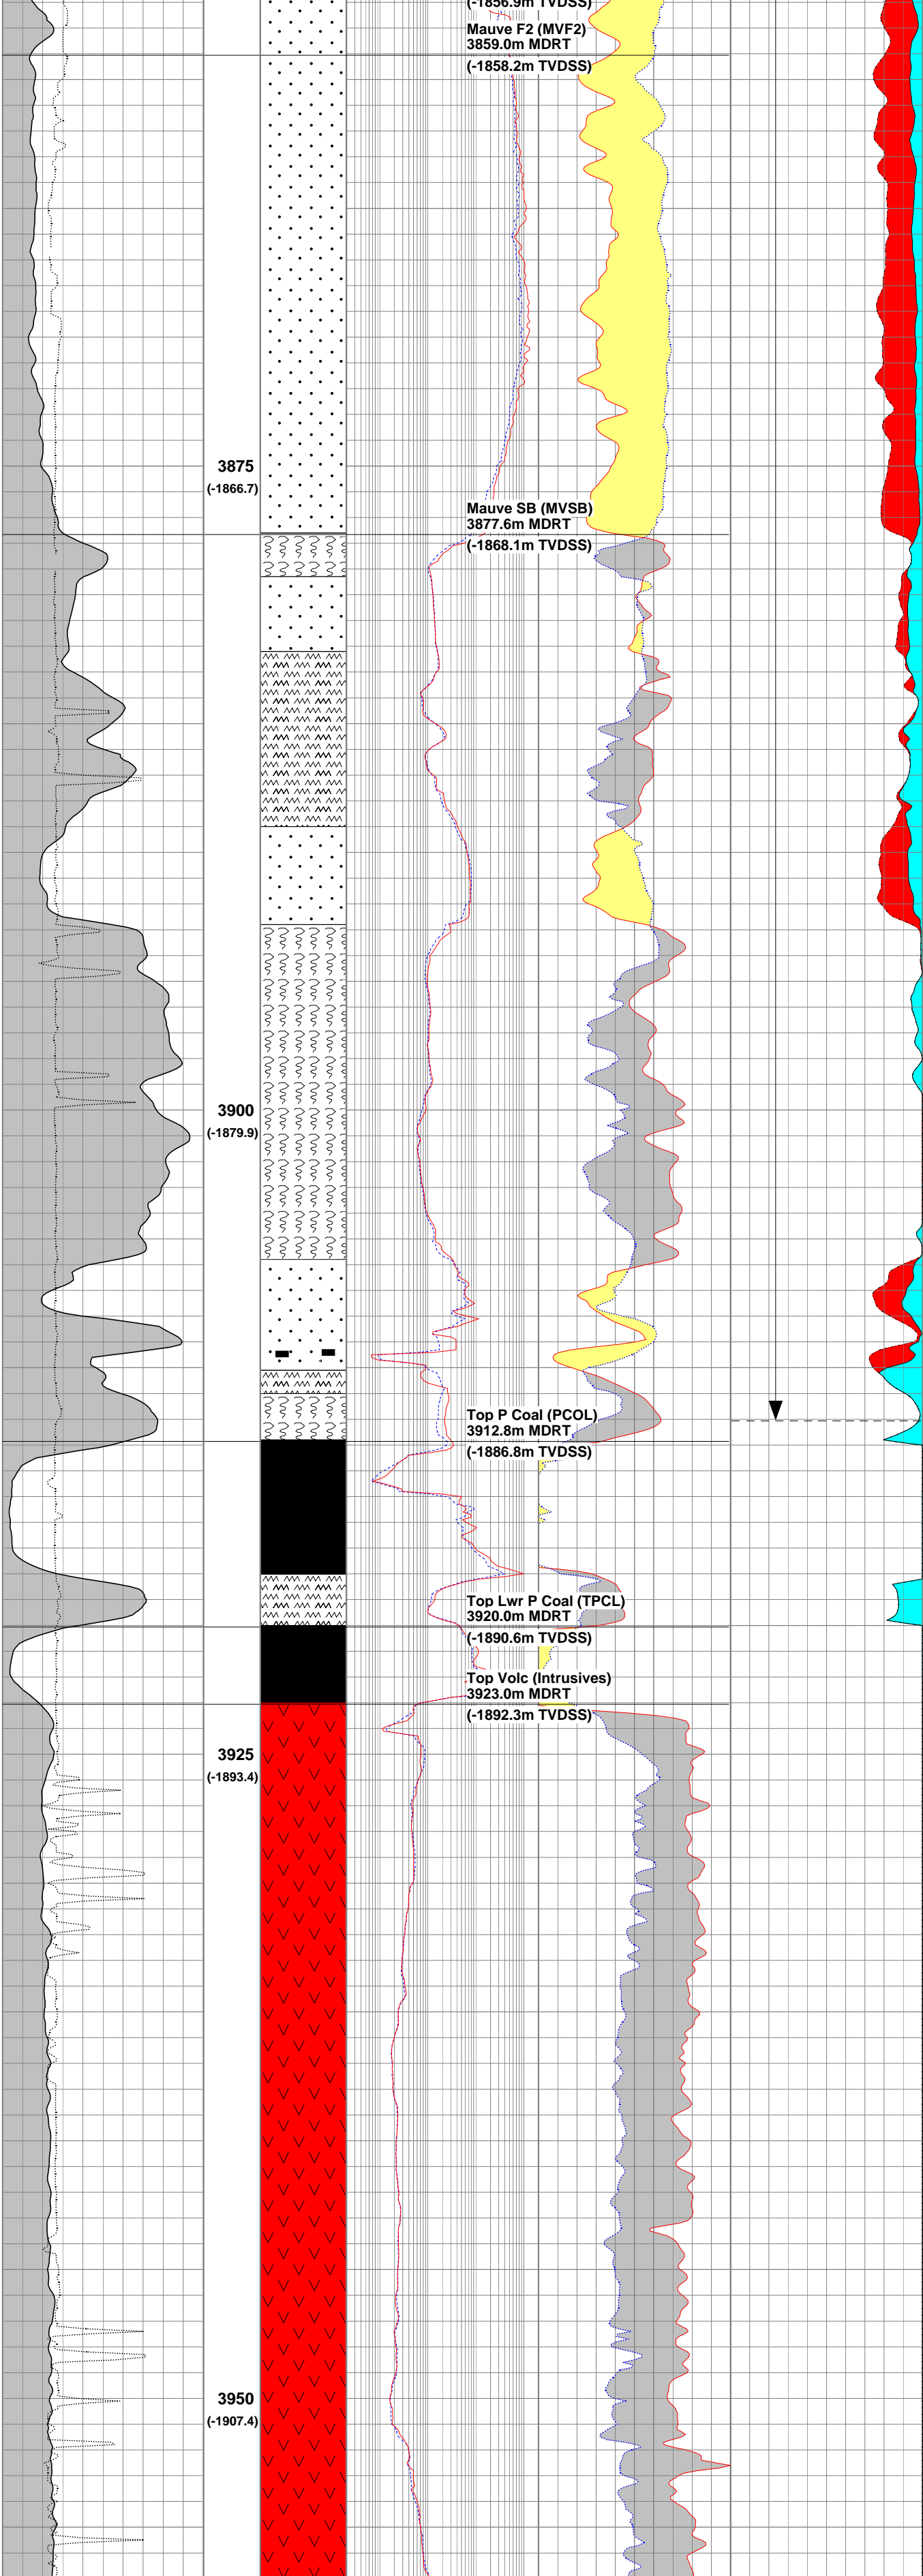 (-1856.9m TVDSS)
Mauve F2 (MVF2)
3859.0m MDRT
(-1858.2m TVDSS)
3875
(-1866.7)
Mauve SB (MVSB)
3877.6m MDRT
(-1868.1m TVDSS)
3900
(-1879.9)
Top P Coal (PCOL)
3912.8m MDRT
(-1886.8m TVDSS)
Top Lwr P Coal (TPCL)
3920.0m MDRT
(-1890.6m TVDSS)
Top Volc (Intrusives)
3923.0m MDRT
(-1892.3m TVDSS)
3925
(-1893.4)
3950
(-1907.4)